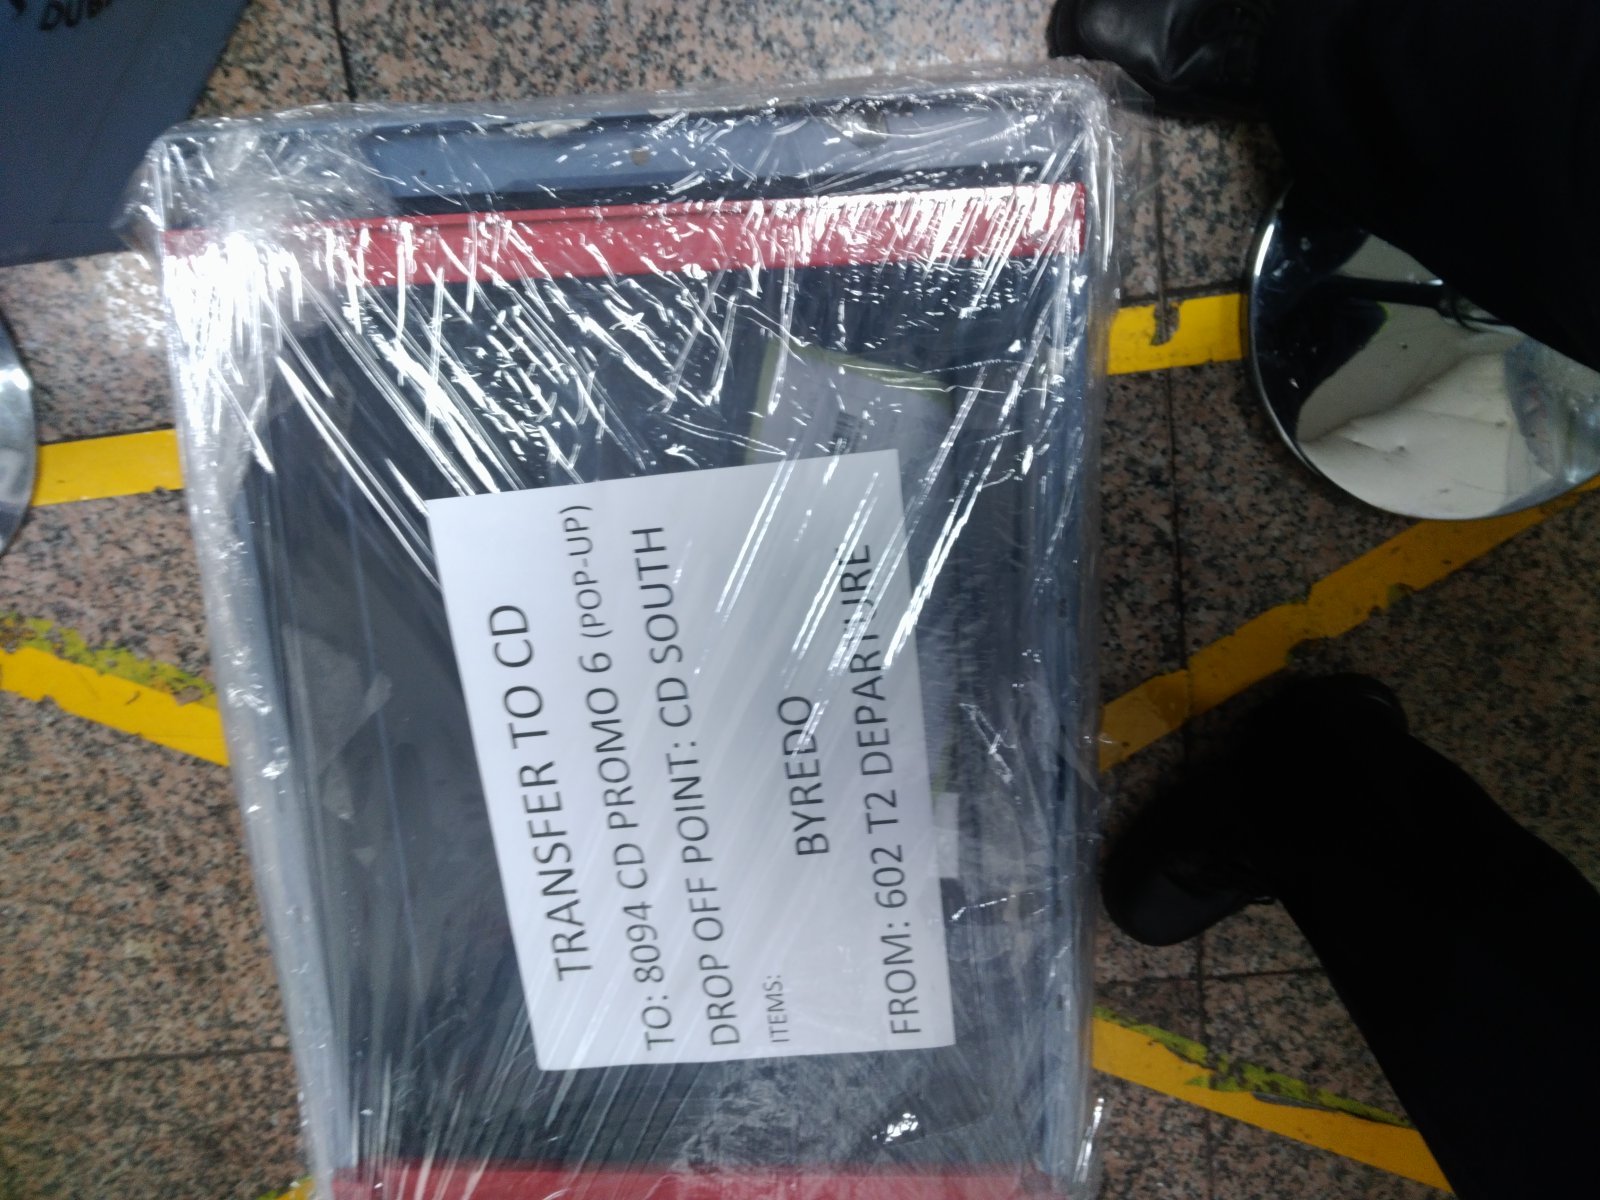 TRANSFER TO CD
TO: 8094 CD PROMO 6 (POP-UP)
DROP OFF POINT: CD SOUTH
ITEMS:
BYREDO
FROM: 602 T2 DEPARTURE